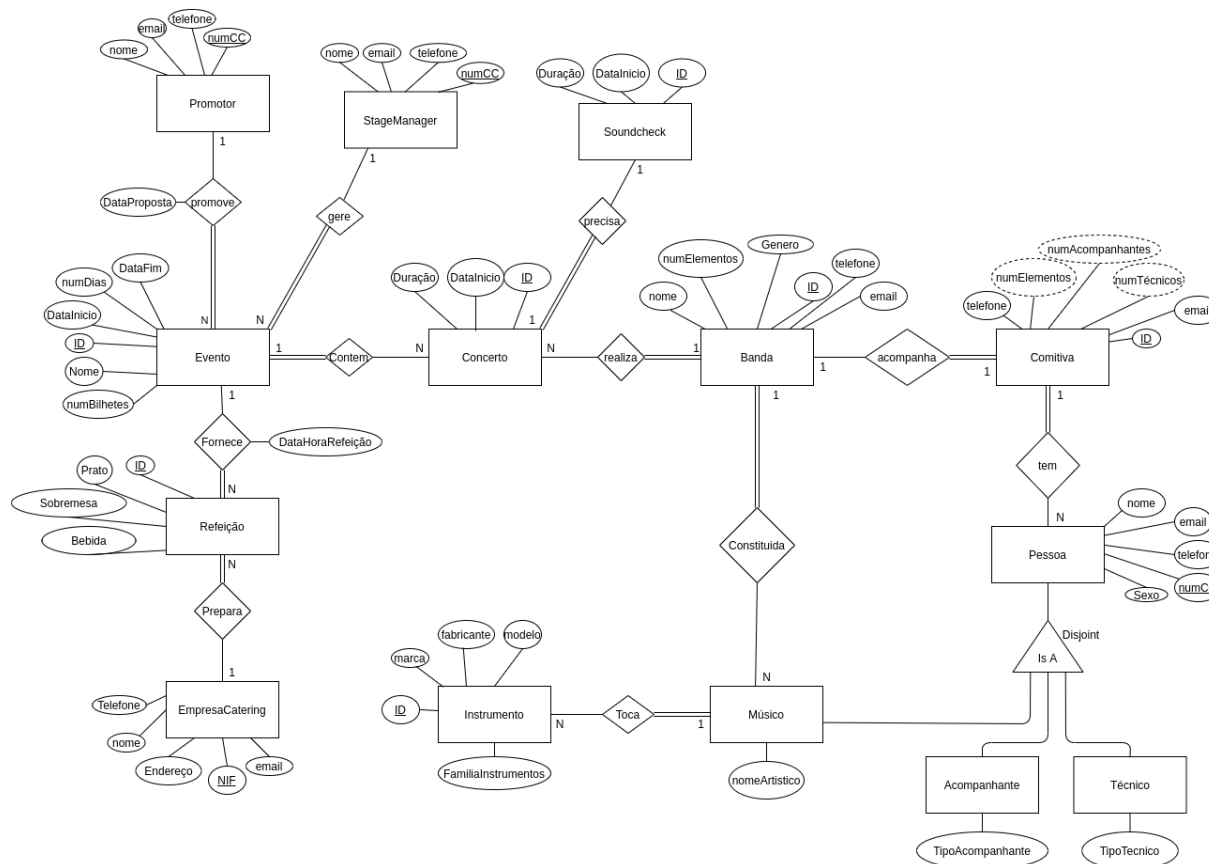 nome
email
telefone
numCC
Promotor
1
DataProposta
promove
N
nome
email
telefone
numCC
StageManager
1
gere
N
Duração
DataInicio
ID
Soundcheck
1
precisa
1
DataFim
numDias
DataInicio
ID
Nome
numBilhetes
Evento
1
Contem
N
Duração
DataInicio
ID
Concerto
N
realiza
1
nome
numElementos
Genero
ID
telefone
email
Banda
1
acompanha
1
telefone
numElementos
numAcompanhantes
numTécnicos
emai
ID
Comitiva
1
tem
N
1
Fornece
DataHoraRefeição
N
Prato
ID
Sobremesa
Bebida
Refeição
N
Prepara
1
Telefone
nome
Endereço
NIF
email
EmpresaCatering
1
Constituida
N
nome
email
telefon
numC
Sexo
Pessoa
Disjoint
Is A
ID
marca
fabricante
modelo
Instrumento
FamiliaInstrumentos
N
Toca
1
Músico
nomeArtistico
Acompanhante
TipoAcompanhante
Técnico
TipoTecnico